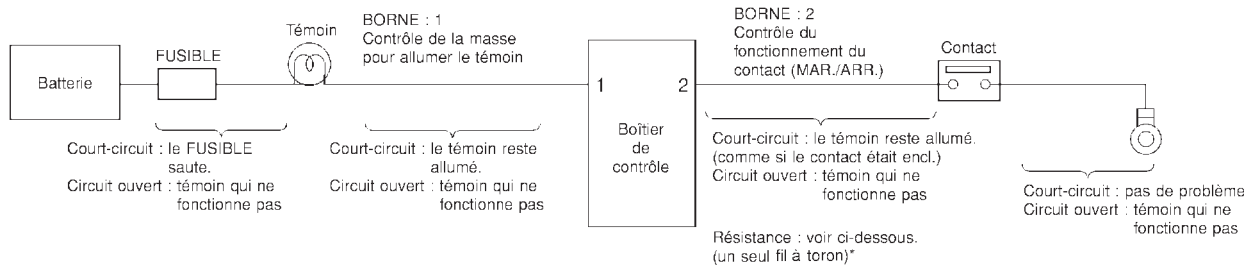 Batterie
FUSIBLE
Témoin
BORNE : 1
Contrôle de la masse
pour allumer le témoin
BORNE : 2
Contrôle du
fonctionnement du
contact (MAR./ARR.)
Contact
1
2
Boîtier
de
contrôle
Court-circuit : le FUSIBLE
saute.
Circuit ouvert : témoin qui ne
fonctionne pas
Court-circuit : le témoin reste
allumé.
Circuit ouvert : témoin qui ne
fonctionne pas
Court-circuit : le témoin reste allumé.
(comme si le contact était encl.)
Circuit ouvert : témoin qui ne
fonctionne pas
Résistance : voir ci-dessous.
(un seul fil à toron)*
Court-circuit : pas de problème
Circuit ouvert : témoin qui ne
fonctionne pas